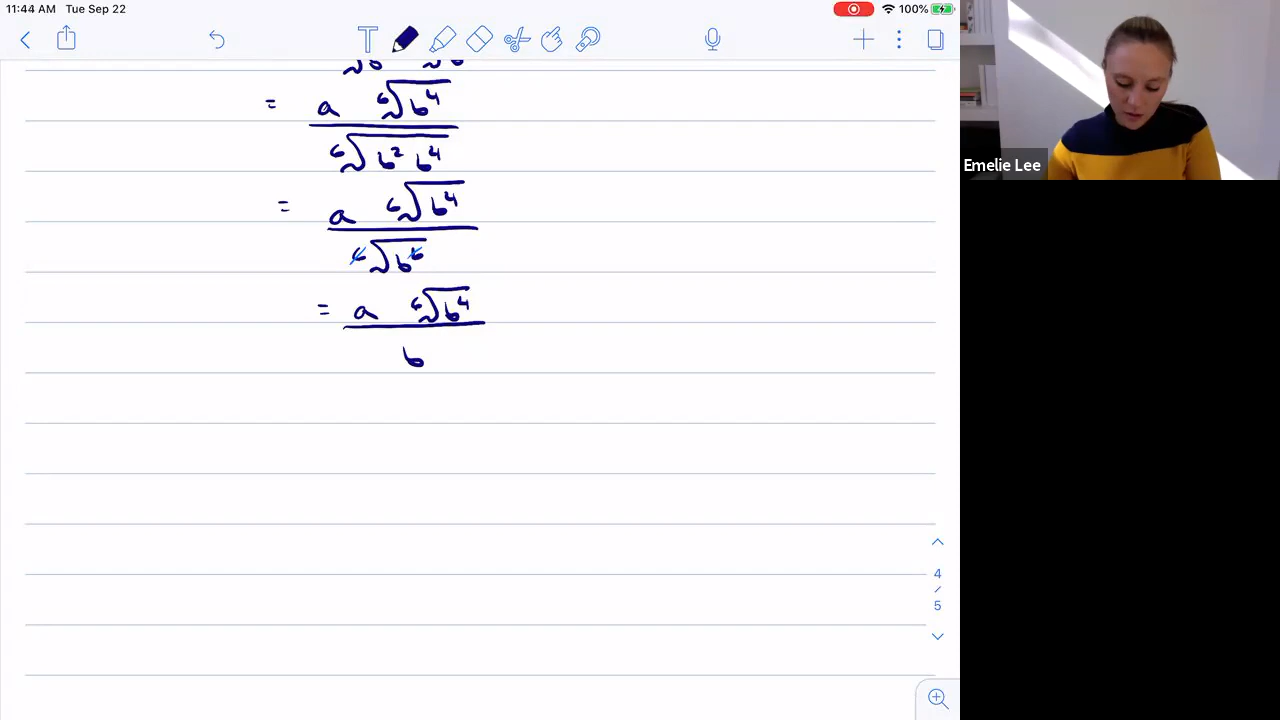 11:44 AM Tue Sep 22 100%
T
= a ⁶√b⁴
⁶√b² b⁴
= a ⁶√b⁴
⁶√b⁶
= a ⁶√b⁴
b
Emelie Lee
4
/
5